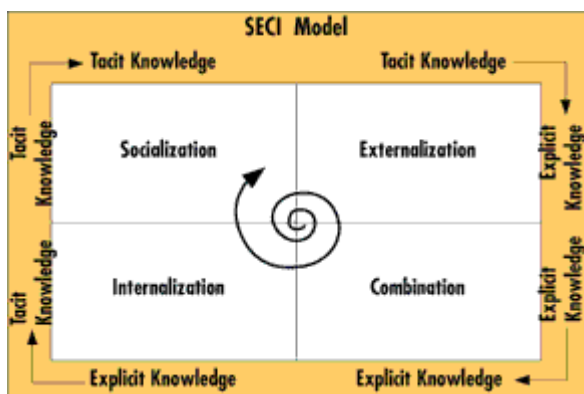 SECI Model
Tacit Knowledge
Tacit Knowledge
Tacit
Knowledge
Socialization
Externalization
Explicit
Knowledge
Tacit
Knowledge
Internalization
Combination
Explicit
Knowledge
Explicit Knowledge
Explicit Knowledge